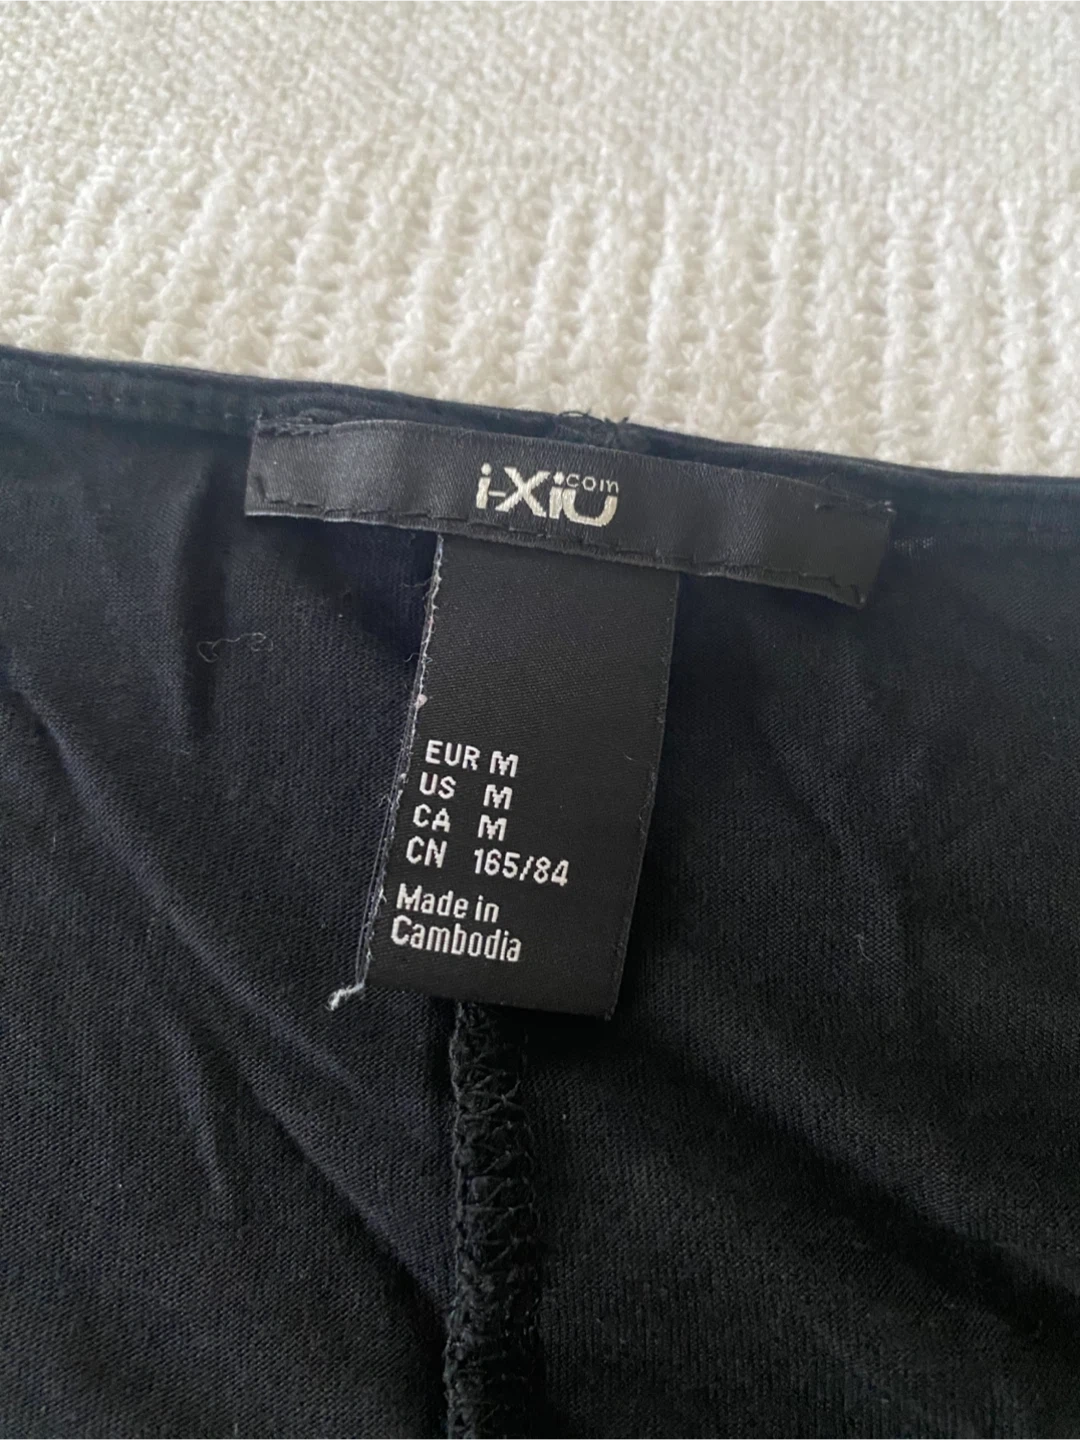 i-XiU.com
EUR M
US M
CA M
CN 165/84
Made in
Cambodia